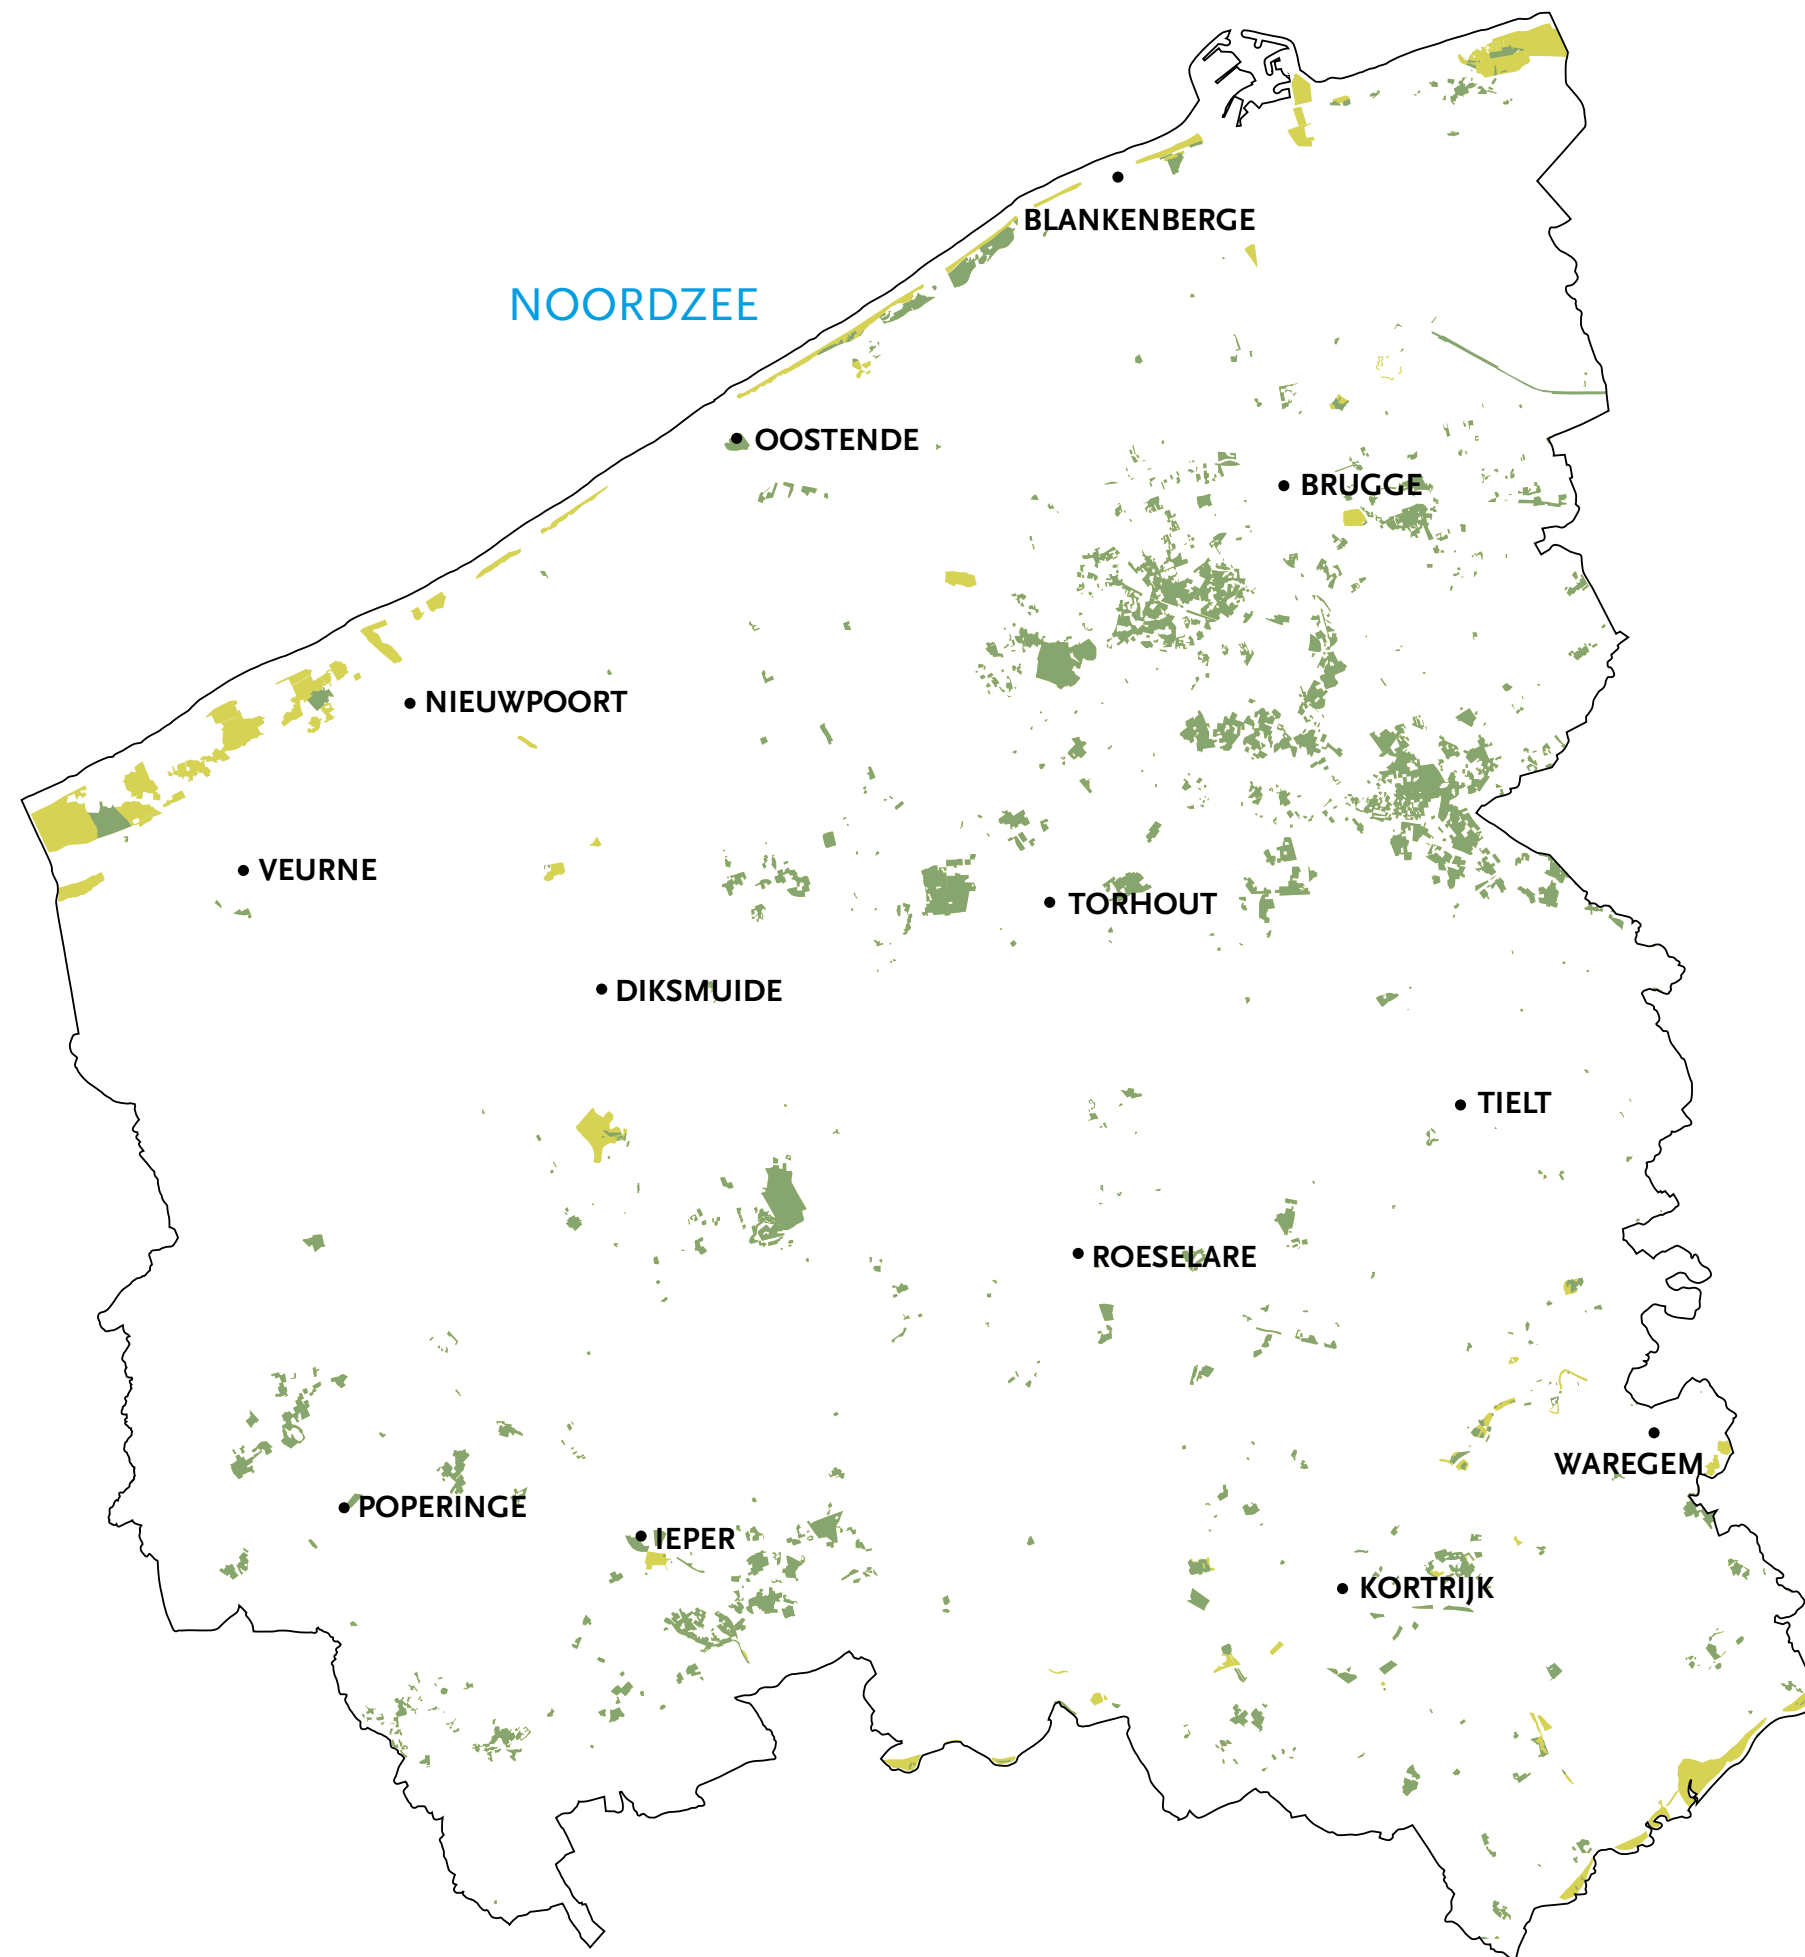 BLANKENBERGE
NOORDZEE
OOSTENDE
BRUGGE
NIEUWPOORT
VEURNE
TORHOUT
DIKSMUIDE
TIELT
ROESELARE
WAREGEM
POPERINGE
IEPER
KORTRIJK